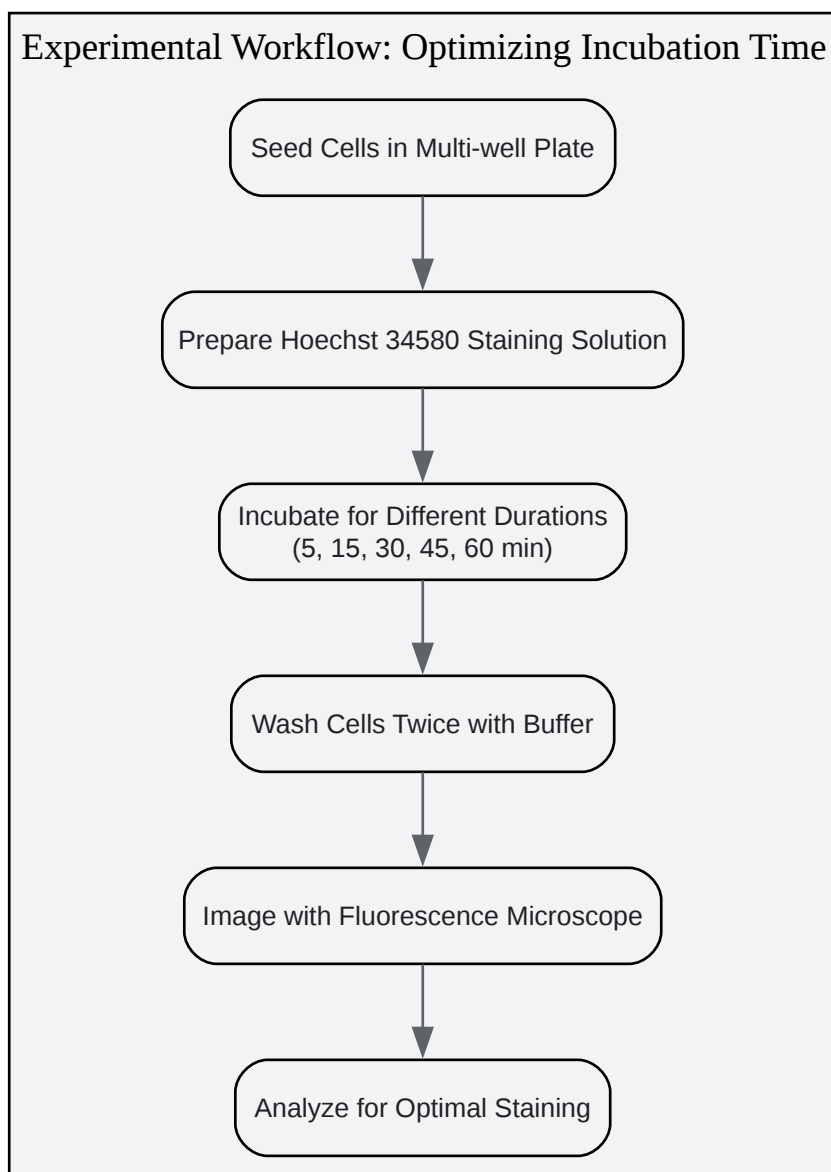 Experimental Workflow: Optimizing Incubation Time
Seed Cells in Multi-well Plate
Prepare Hoechst 34580 Staining Solution
Incubate for Different Durations
(5, 15, 30, 45, 60 min)
Wash Cells Twice with Buffer
Image with Fluorescence Microscope
Analyze for Optimal Staining